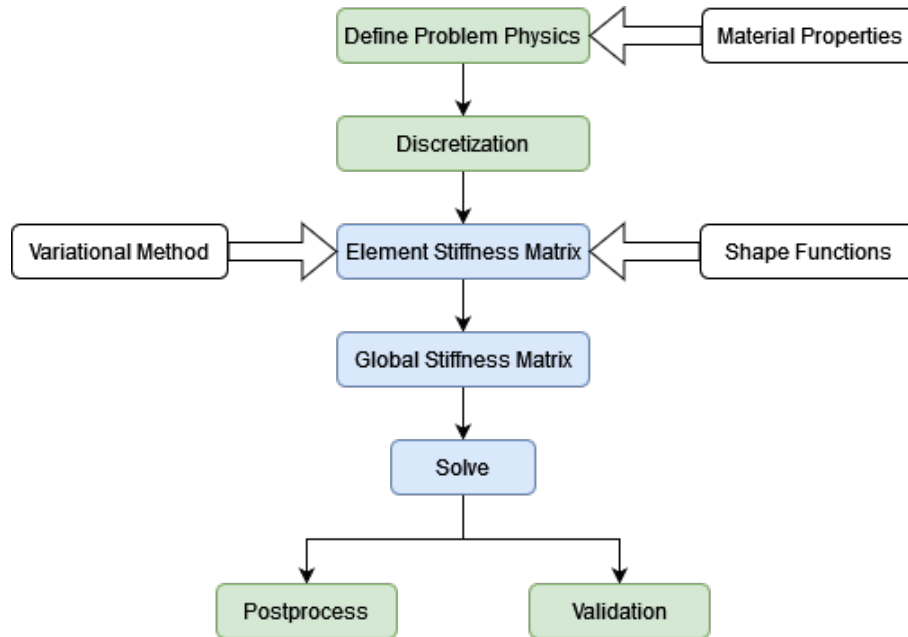 Define Problem Physics
Material Properties
Discretization
Variational Method
Element Stiffness Matrix
Shape Functions
Global Stiffness Matrix
Solve
Postprocess
Validation